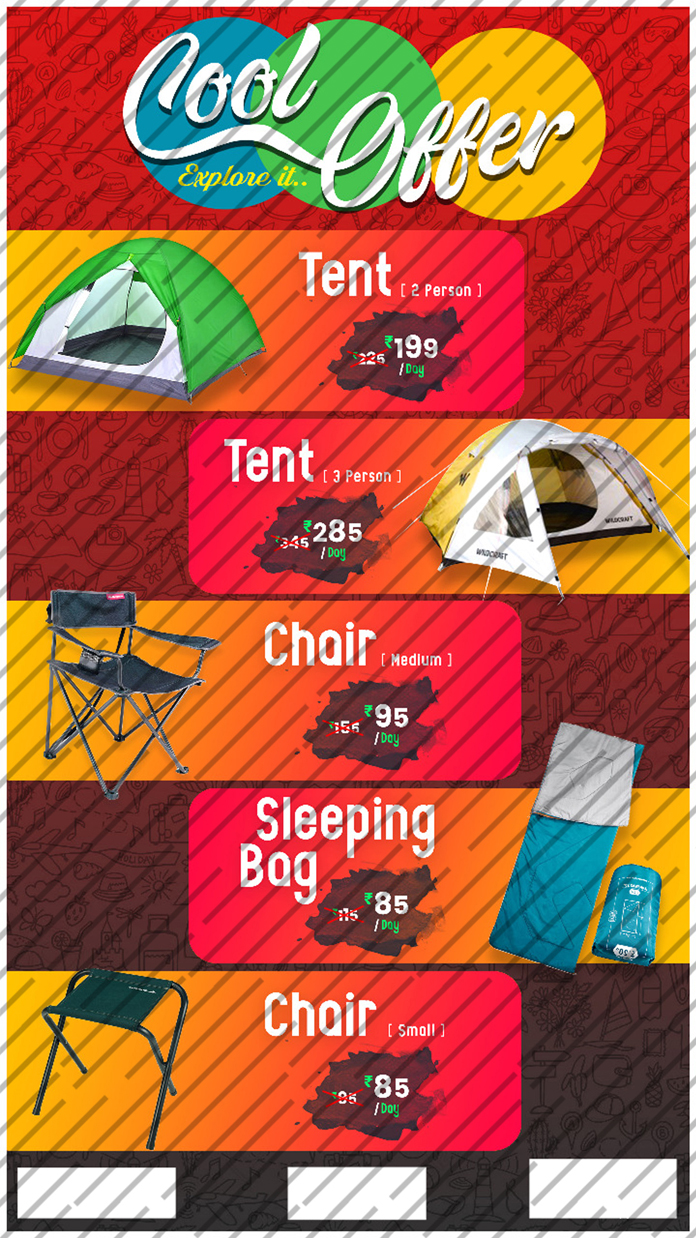 Cool
Offer
Explore it..
Tent [ 2 Person ]
₹225 ₹199
/Day
Tent [ 3 Person ]
₹345 ₹285
/Day
WILDCRAFT
WILDCRAFT
Chair [ Medium ]
₹95
/Day
Sleeping
Bag
₹115 ₹85
/Day
Chair [ Small ]
₹95 ₹85
/Day
HOLIDAY